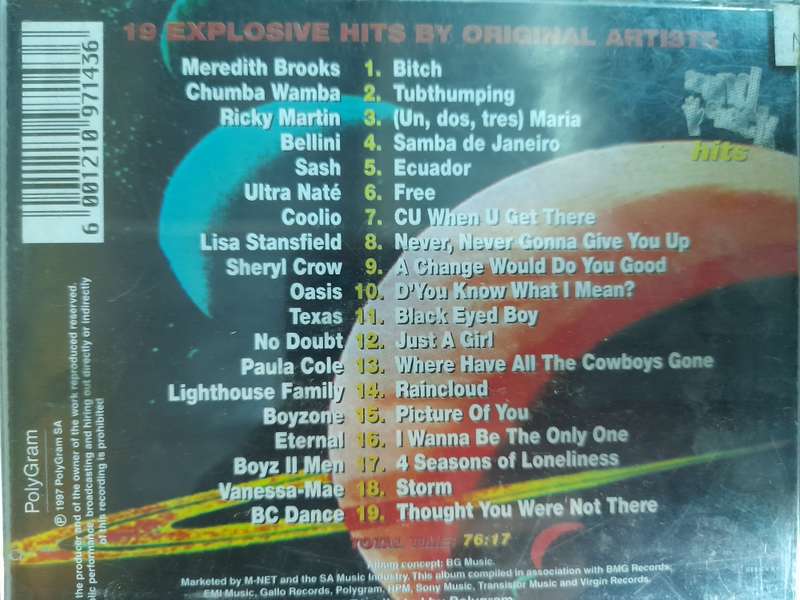 19 EXPLOSIVE HITS BY ORIGINAL ARTISTS
Meredith Brooks 1. Bitch
Chumba Wamba 2. Tubthumping
Ricky Martin 3. (Un, dos, tres) Maria
Bellini 4. Samba de Janeiro
Sash 5. Ecuador
Ultra Naté 6. Free
Coolio 7. CU When U Get There
Lisa Stansfield 8. Never, Never Gonna Give You Up
Sheryl Crow 9. A Change Would Do You Good
Oasis 10. D'You Know What I Mean?
Texas 11. Black Eyed Boy
No Doubt 12. Just A Girl
Paula Cole 13. Where Have All The Cowboys Gone
Lighthouse Family 14. Raincloud
Boyzone 15. Picture Of You
Eternal 16. I Wanna Be The Only One
Boyz II Men 17. 4 Seasons of Loneliness
Vanessa-Mae 18. Storm
BC Dance 19. Thought You Were Not There
TOTAL TIME: 76:17
Album concept: BG Music.
Marketed by M-NET and the SA Music Industry. This album compiled in association with BMG Records,
EMI Music, Gallo Records, Polygram, RPM, Sony Music, Transistor Music and Virgin Records.
hits
6 001210 971436
PolyGram
℗ 1997 PolyGram SA
the producer and of the owner of the work reproduced reserved.
performance, broadcasting and hiring out directly or indirectly
of this recording is prohibited